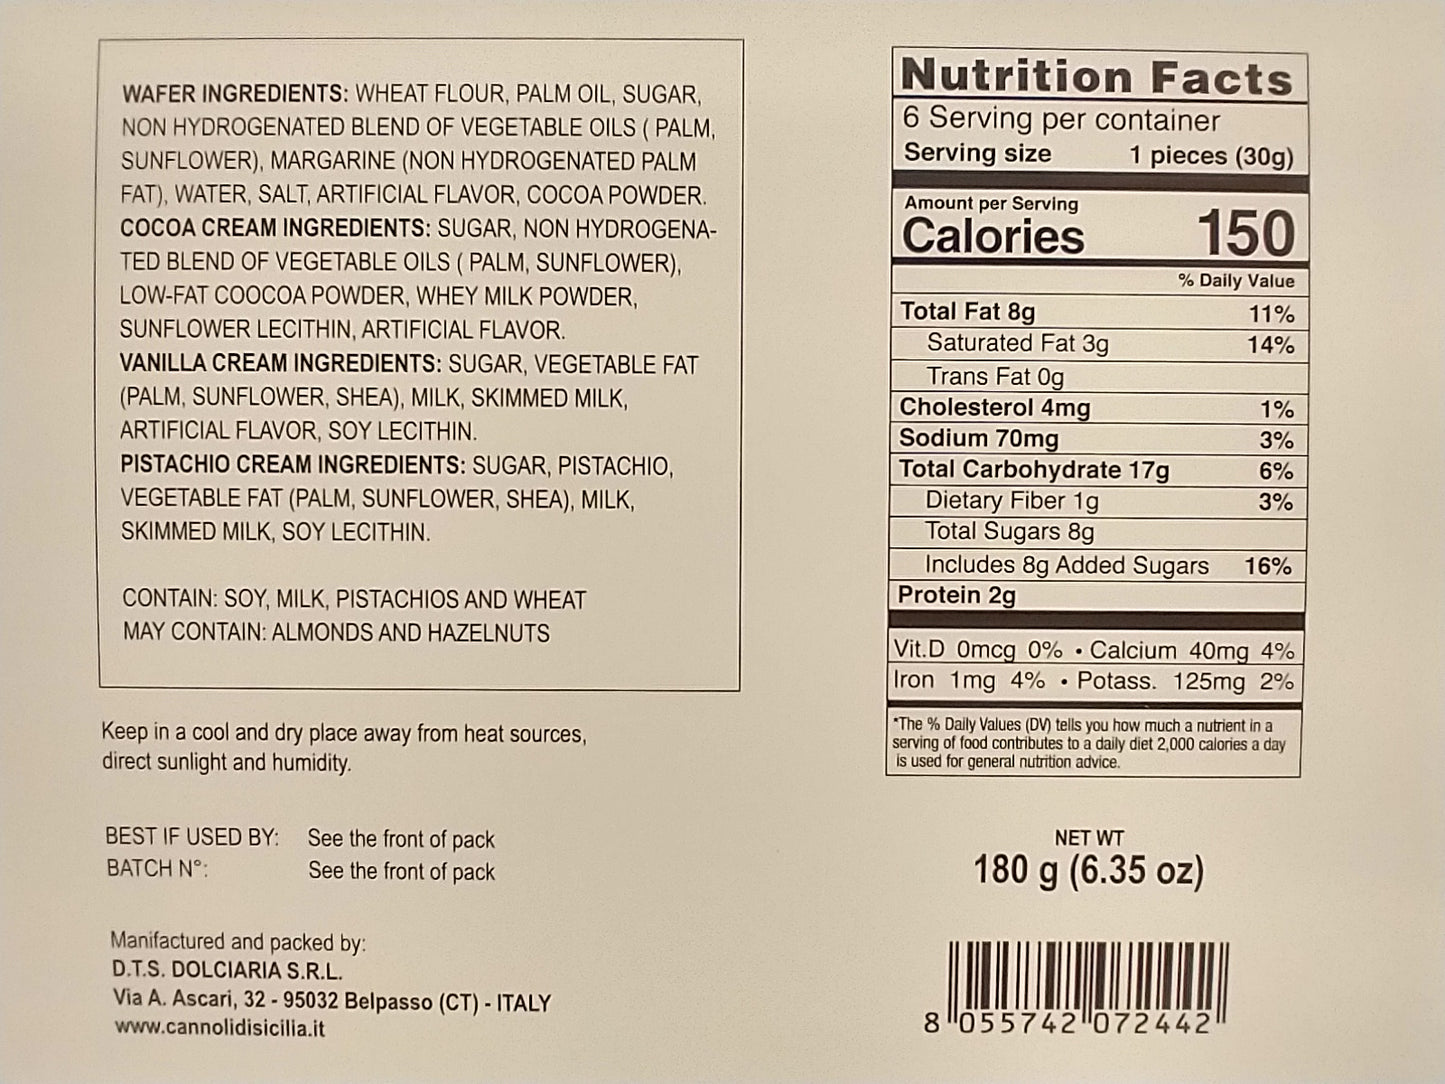 WAFER INGREDIENTS: WHEAT FLOUR, PALM OIL, SUGAR,
NON HYDROGENATED BLEND OF VEGETABLE OILS ( PALM,
SUNFLOWER), MARGARINE (NON HYDROGENATED PALM
FAT), WATER, SALT, ARTIFICIAL FLAVOR, COCOA POWDER.
COCOA CREAM INGREDIENTS: SUGAR, NON HYDROGENA-
TED BLEND OF VEGETABLE OILS ( PALM, SUNFLOWER),
LOW-FAT COOCOA POWDER, WHEY MILK POWDER,
SUNFLOWER LECITHIN, ARTIFICIAL FLAVOR.
VANILLA CREAM INGREDIENTS: SUGAR, VEGETABLE FAT
(PALM, SUNFLOWER, SHEA), MILK, SKIMMED MILK,
ARTIFICIAL FLAVOR, SOY LECITHIN.
PISTACHIO CREAM INGREDIENTS: SUGAR, PISTACHIO,
VEGETABLE FAT (PALM, SUNFLOWER, SHEA), MILK,
SKIMMED MILK, SOY LECITHIN.
CONTAIN: SOY, MILK, PISTACHIOS AND WHEAT
MAY CONTAIN: ALMONDS AND HAZELNUTS
Keep in a cool and dry place away from heat sources,
direct sunlight and humidity.
BEST IF USED BY: See the front of pack
BATCH N°: See the front of pack
Manifactured and packed by:
D.T.S. DOLCIARIA S.R.L.
Via A. Ascari, 32 - 95032 Belpasso (CT) - ITALY
www.cannolidisicilia.it
Nutrition Facts
6 Serving per container
Serving size 1 pieces (30g)
Amount per Serving
Calories 150
% Daily Value
Total Fat 8g 11%
Saturated Fat 3g 14%
Trans Fat 0g
Cholesterol 4mg 1%
Sodium 70mg 3%
Total Carbohydrate 17g 6%
Dietary Fiber 1g 3%
Total Sugars 8g
Includes 8g Added Sugars 16%
Protein 2g
Vit.D 0mcg 0% • Calcium 40mg 4%
Iron 1mg 4% • Potass. 125mg 2%
*The % Daily Values (DV) tells you how much a nutrient in a
serving of food contributes to a daily diet 2,000 calories a day
is used for general nutrition advice.
NET WT
180 g (6.35 oz)
8 055742 072442